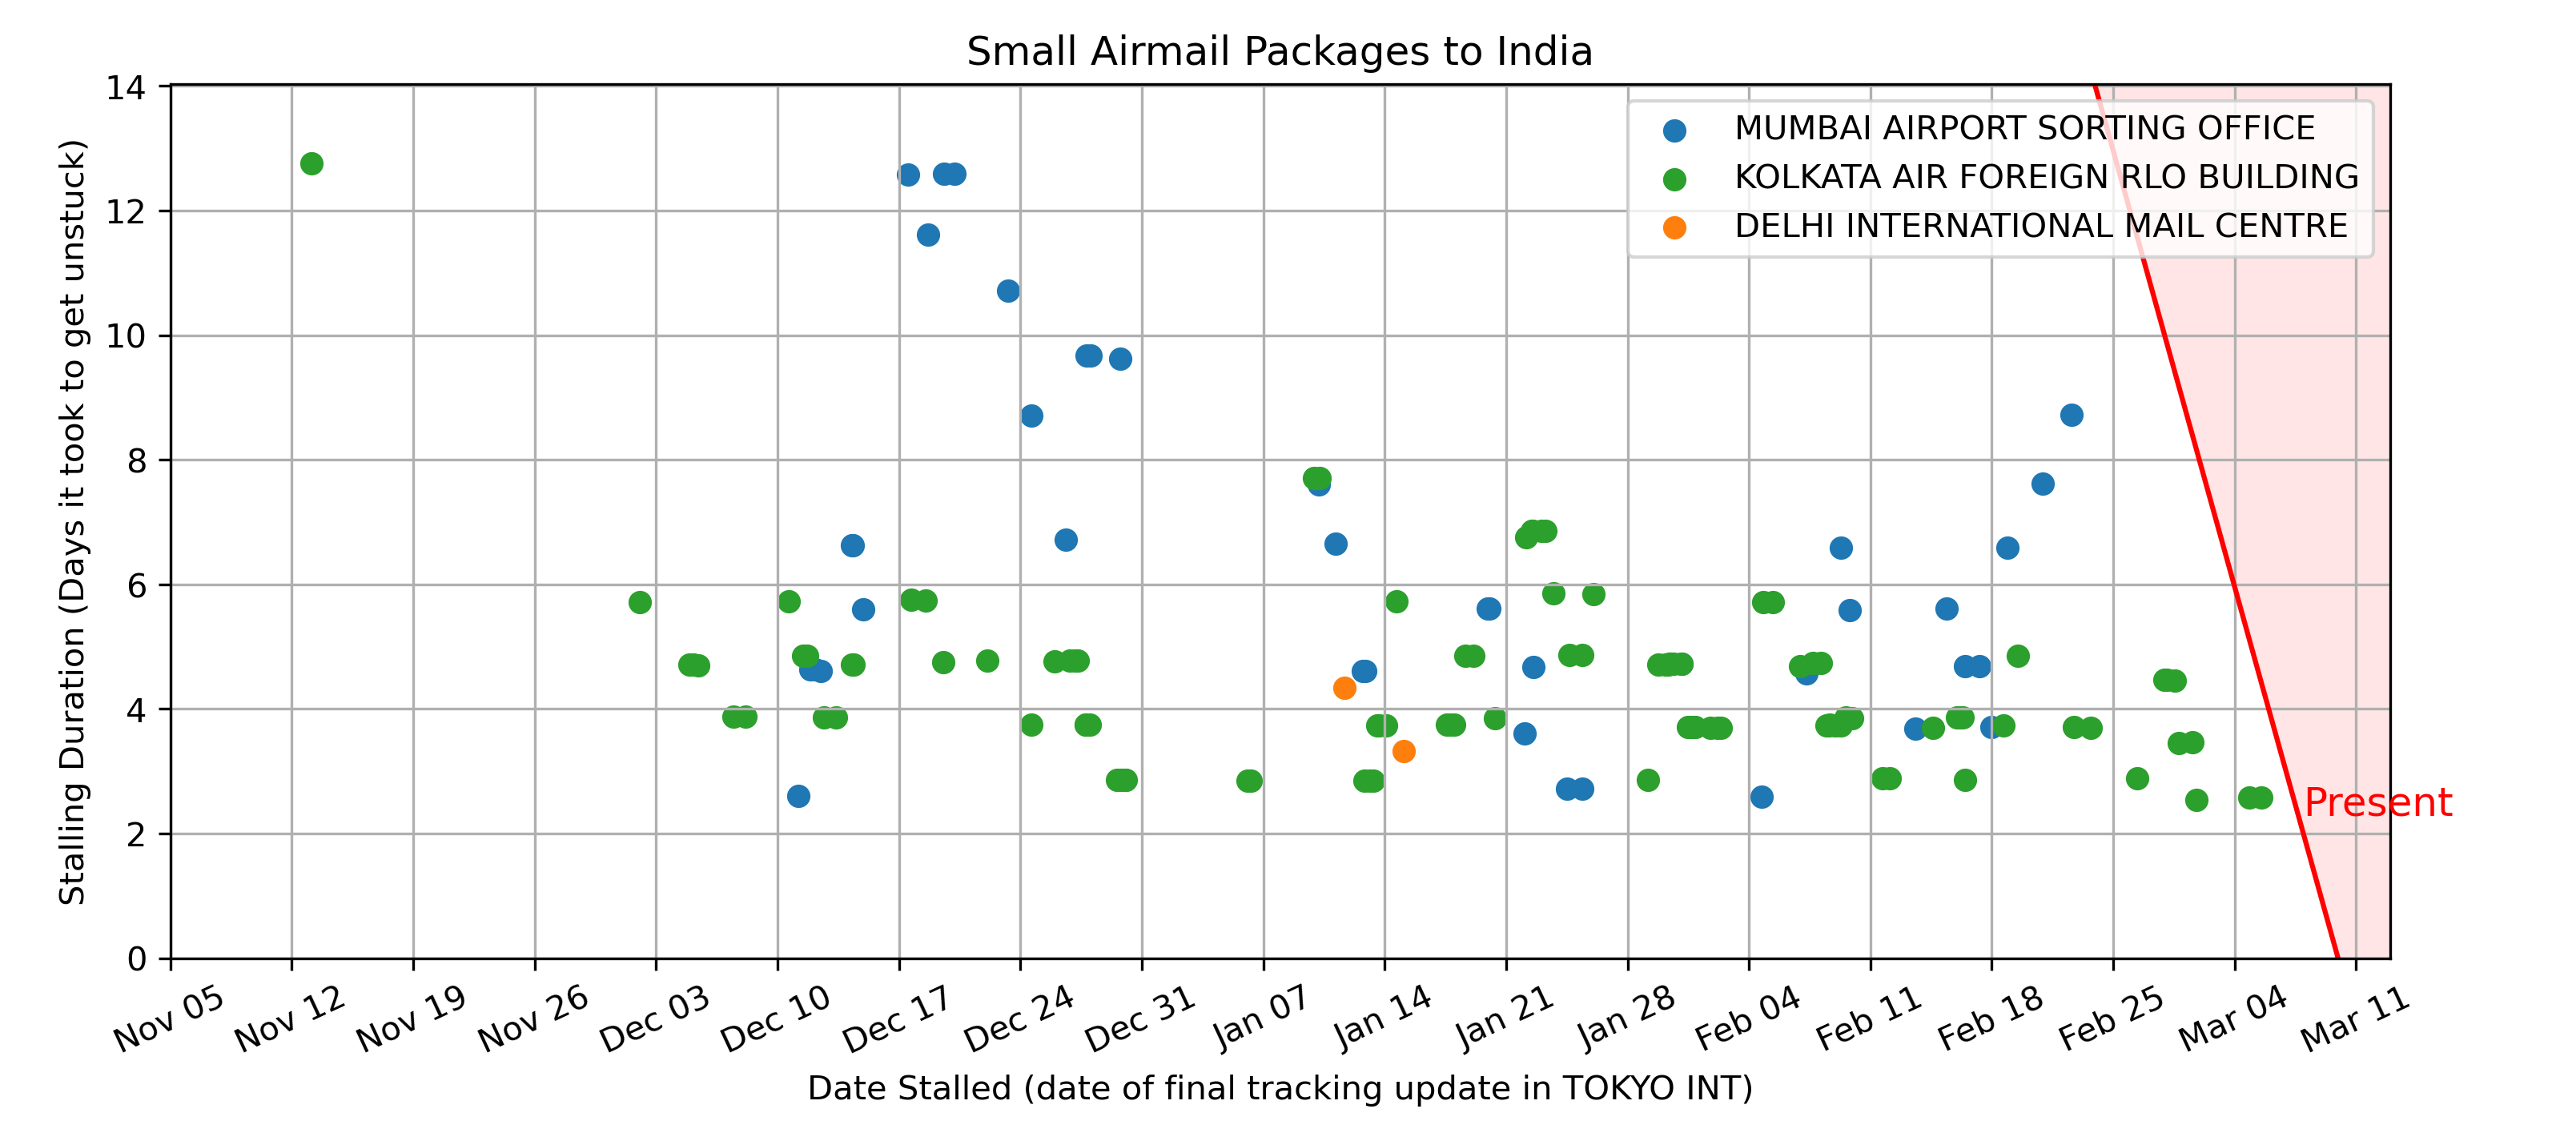 Small Airmail Packages to India
MUMBAI AIRPORT SORTING OFFICE
KOLKATA AIR FOREIGN RLO BUILDING
DELHI INTERNATIONAL MAIL CENTRE
Stalling Duration (Days it took to get unstuck)
14
12
10
8
6
4
2
0
Present
Nov 05
Nov 12
Nov 19
Nov 26
Dec 03
Dec 10
Dec 17
Dec 24
Dec 31
Jan 07
Jan 14
Jan 21
Jan 28
Feb 04
Feb 11
Feb 18
Feb 25
Mar 04
Mar 11
Date Stalled (date of final tracking update in TOKYO INT)